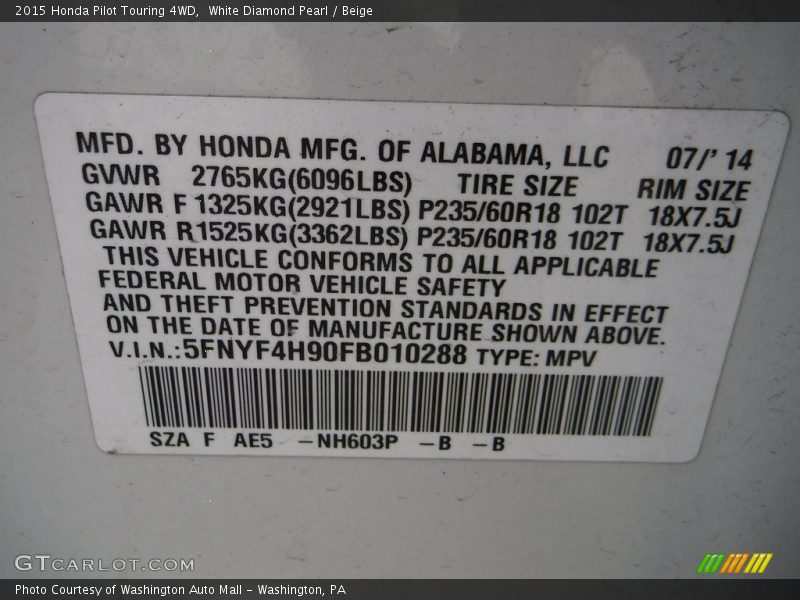 2015 Honda Pilot Touring 4WD,  White Diamond Pearl / Beige
MFD. BY HONDA MFG. OF ALABAMA, LLC 07/' 14
GVWR 2765KG(6096LBS) TIRE SIZE RIM SIZE
GAWR F 1325KG(2921LBS) P235/60R18 102T 18X7.5J
GAWR R 1525KG(3362LBS) P235/60R18 102T 18X7.5J
THIS VEHICLE CONFORMS TO ALL APPLICABLE
FEDERAL MOTOR VEHICLE SAFETY
AND THEFT PREVENTION STANDARDS IN EFFECT
ON THE DATE OF MANUFACTURE SHOWN ABOVE.
V.I.N.:5FNYF4H90FB010288 TYPE: MPV
SZA F AE5 –NH603P –B –B
GTCARLOT.COM
Photo Courtesy of Washington Auto Mall – Washington, PA